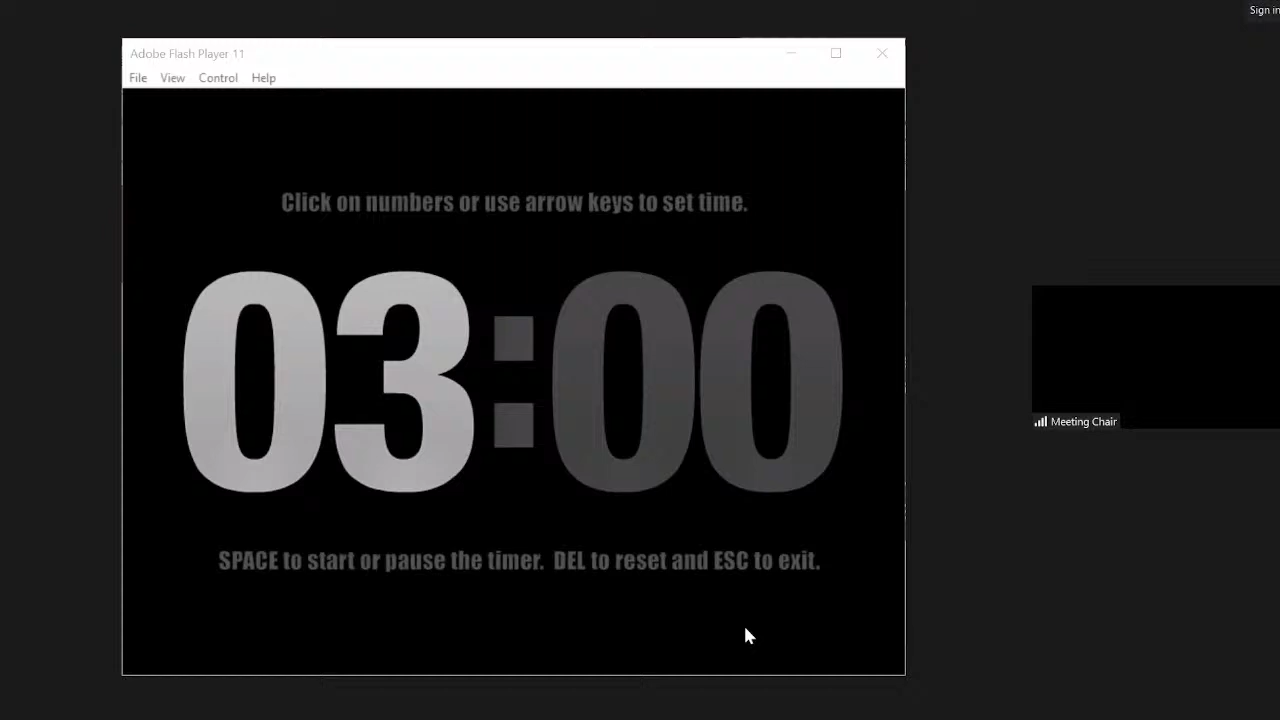 Sign in
Adobe Flash Player 11
File View Control Help
Click on numbers or use arrow keys to set time.
03:00
Meeting Chair
SPACE to start or pause the timer. DEL to reset and ESC to exit.